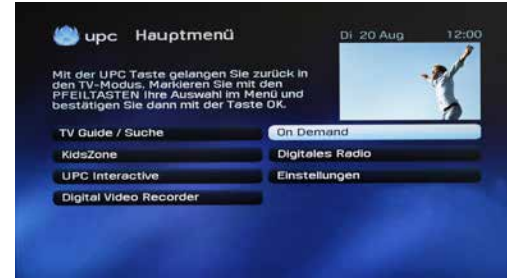 upc Hauptmenü
Di 20 Aug 12:00
Mit der UPC Taste gelangen Sie zurück in
den TV-Modus. Markieren Sie mit den
PFEILTASTEN Ihre Auswahl im Menü und
bestätigen Sie dann mit der Taste OK.
TV Guide / Suche
On Demand
KidsZone
Digitales Radio
UPC Interactive
Einstellungen
Digital Video Recorder